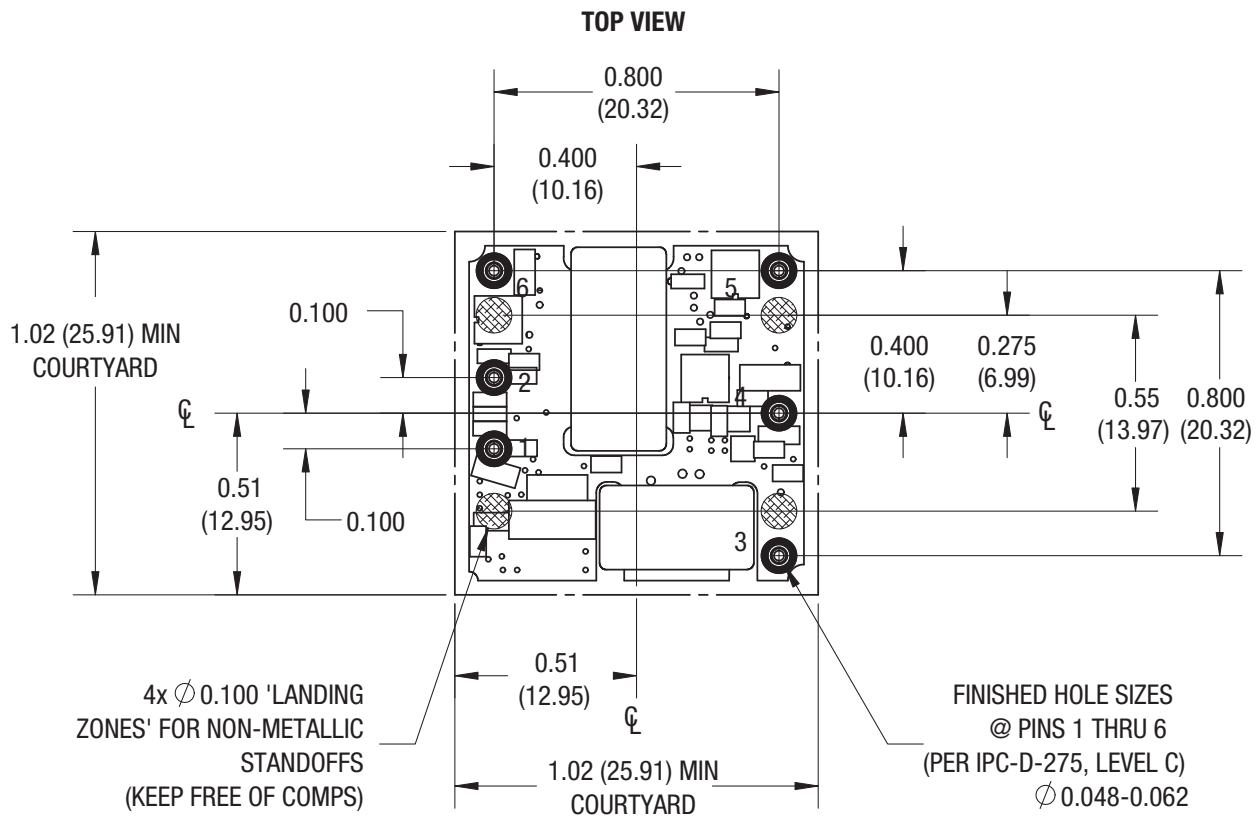 TOP VIEW
0.800
(20.32)
0.400
(10.16)
1.02 (25.91) MIN
COURTYARD
0.100
6
5
2
4
1
3
0.400
(10.16)
0.275
(6.99)
0.55
(13.97)
0.800
(20.32)
℄
℄
0.51
(12.95)
0.100
0.51
(12.95)
℄
4x ∅ 0.100 'LANDING
ZONES' FOR NON-METALLIC
STANDOFFS
(KEEP FREE OF COMPS)
1.02 (25.91) MIN
COURTYARD
FINISHED HOLE SIZES
@ PINS 1 THRU 6
(PER IPC-D-275, LEVEL C)
∅ 0.048-0.062